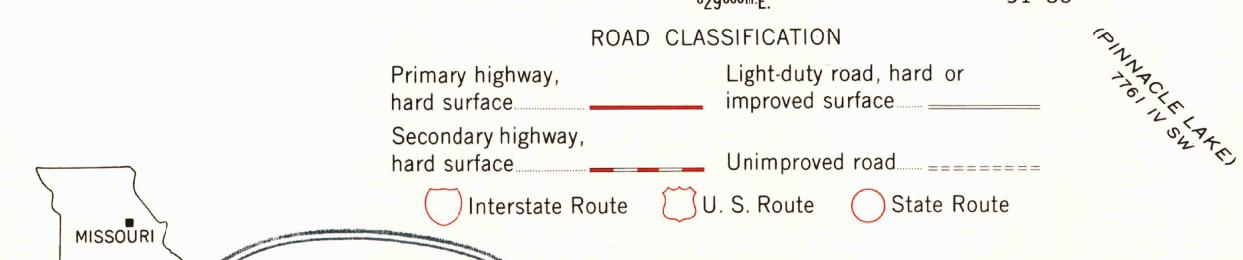 ROAD CLASSIFICATION
Primary highway,
hard surface
Light-duty road, hard or
improved surface
Secondary highway,
hard surface
Unimproved road
Interstate Route
U. S. Route
State Route
(PINNACLE LAKE)
7761 IV SW
MISSOURI